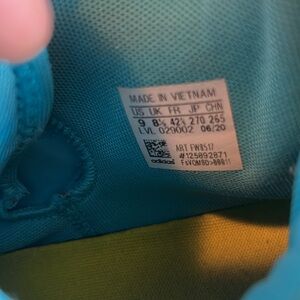 MADE IN VIETNAM
US UK FR JP CHN
9 8½ 42⅔ 270 265
LVL 029002 06/20
ART FW8517
#125892871
adidas